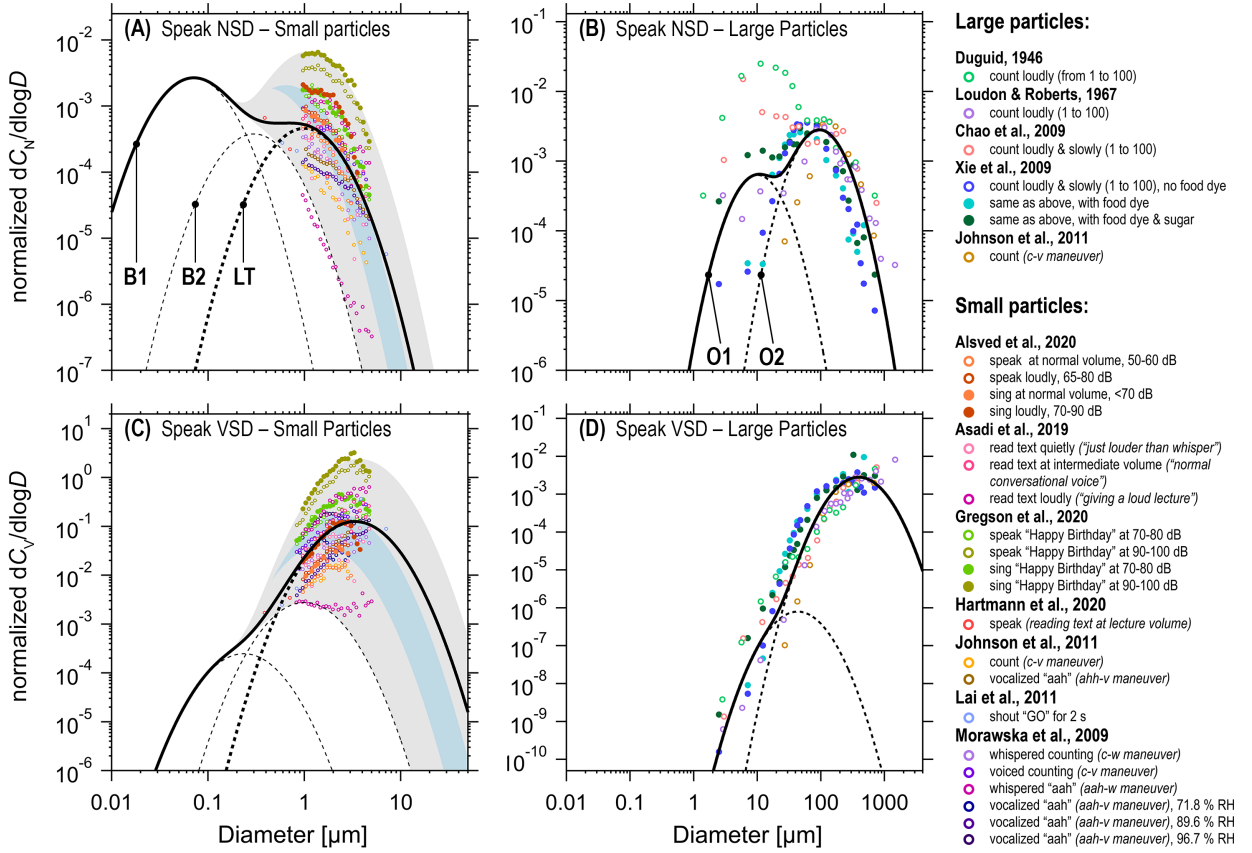 (A) Speak NSD – Small particles
normalized dC_N/dlogD
10^-2
10^-3
10^-4
10^-5
10^-6
10^-7
B1
B2
LT
(B) Speak NSD – Large Particles
10^-1
10^-2
10^-3
10^-4
10^-5
10^-6
O1
O2
(C) Speak VSD – Small Particles
normalized dC_V/dlogD
10^1
10^0
10^-1
10^-2
10^-3
10^-4
10^-5
10^-6
0.01
0.1
1
10
Diameter [µm]
(D) Speak VSD – Large Particles
10^-1
10^-2
10^-3
10^-4
10^-5
10^-6
10^-7
10^-8
10^-9
10^-10
0.01
0.1
1
10
100
1000
Diameter [µm]
Large particles:
Duguid, 1946
count loudly (from 1 to 100)
Loudon & Roberts, 1967
count loudly (1 to 100)
Chao et al., 2009
count loudly & slowly (1 to 100)
Xie et al., 2009
count loudly & slowly (1 to 100), no food dye
same as above, with food dye
same as above, with food dye & sugar
Johnson et al., 2011
count (c-v maneuver)
Small particles:
Alsved et al., 2020
speak at normal volume, 50-60 dB
speak loudly, 65-80 dB
sing at normal volume, <70 dB
sing loudly, 70-90 dB
Asadi et al., 2019
read text quietly (“just louder than whisper”)
read text at intermediate volume (“normal
conversational voice”)
read text loudly (“giving a loud lecture”)
Gregson et al., 2020
speak “Happy Birthday” at 70-80 dB
speak “Happy Birthday” at 90-100 dB
sing “Happy Birthday” at 70-80 dB
sing “Happy Birthday” at 90-100 dB
Hartmann et al., 2020
speak (reading text at lecture volume)
Johnson et al., 2011
count (c-v maneuver)
vocalized “aah” (ahh-v maneuver)
Lai et al., 2011
shout “GO” for 2 s
Morawska et al., 2009
whispered counting (c-w maneuver)
voiced counting (c-v maneuver)
whispered “aah” (aah-w maneuver)
vocalized “aah” (aah-v maneuver), 71.8 % RH
vocalized “aah” (aah-v maneuver), 89.6 % RH
vocalized “aah” (aah-v maneuver), 96.7 % RH